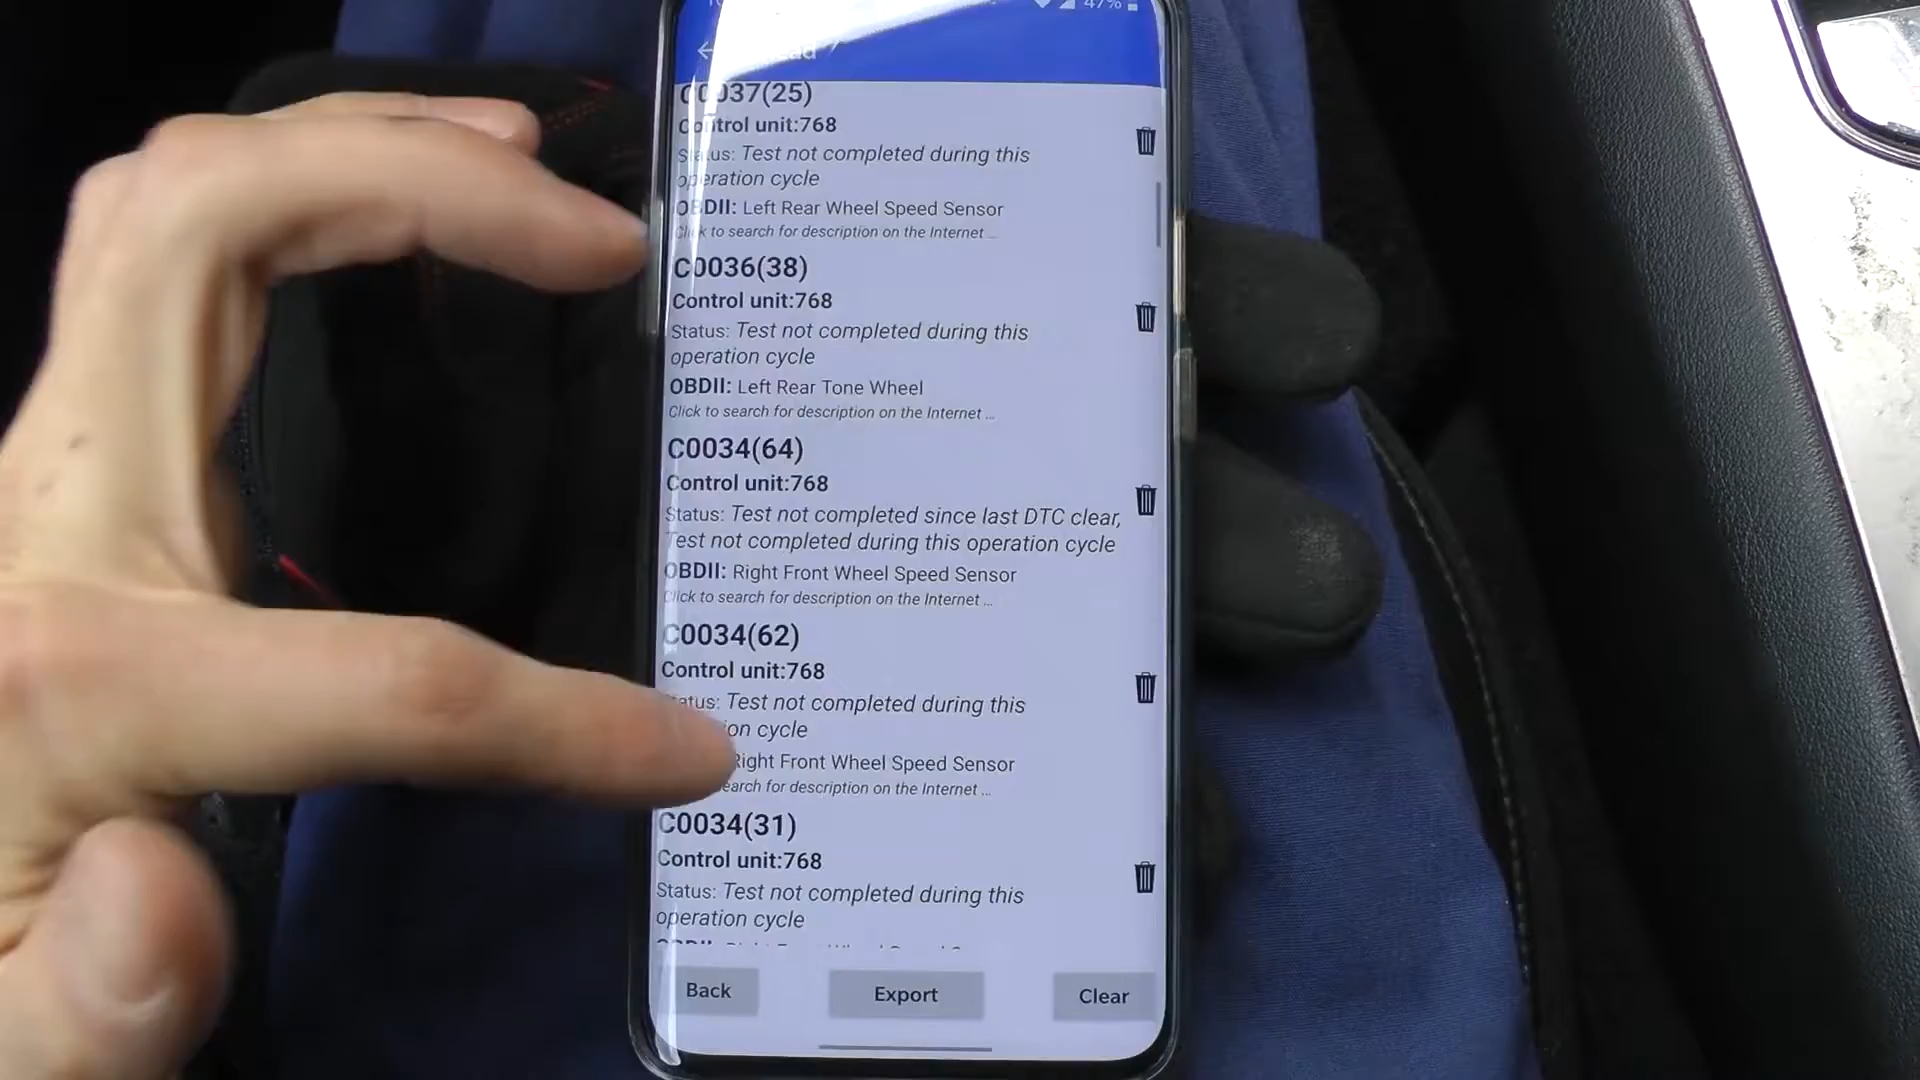 47%
C0037(25)
Control unit:768
Status: Test not completed during this
operation cycle
OBDII: Left Rear Wheel Speed Sensor
Click to search for description on the Internet ...
C0036(38)
Control unit:768
Status: Test not completed during this
operation cycle
OBDII: Left Rear Tone Wheel
Click to search for description on the Internet ...
C0034(64)
Control unit:768
Status: Test not completed since last DTC clear,
Test not completed during this operation cycle
OBDII: Right Front Wheel Speed Sensor
Click to search for description on the Internet ...
C0034(62)
Control unit:768
Status: Test not completed during this
cycle
Right Front Wheel Speed Sensor
for description on the Internet ...
C0034(31)
Control unit:768
Status: Test not completed during this
operation cycle
Back
Export
Clear